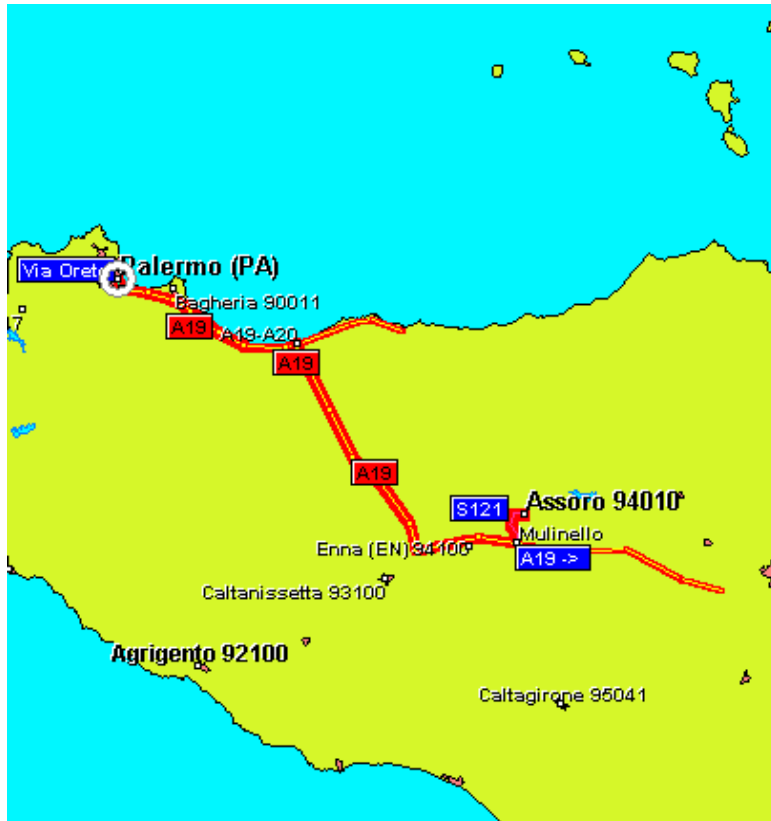 Palermo (PA)
Via Oreto
Bagheria 90011
17
A19
A19-A20
A19
A19
S121
Assoro 94010
Mulinello
Enna (EN) 94100
A19 ->
Caltanissetta 93100
Agrigento 92100
Caltagirone 95041